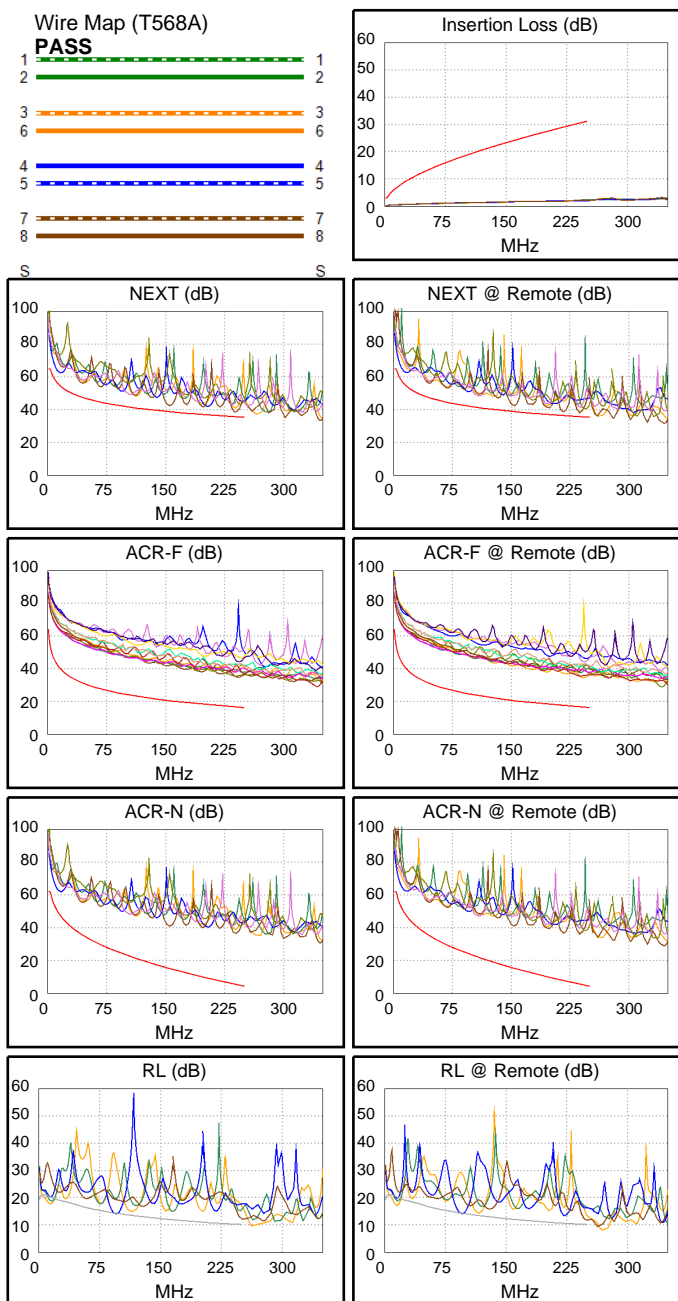 Wire Map (T568A)
PASS
1 1
2 2
3 3
6 6
4 4
5 5
7 7
8 8
S S
Insertion Loss (dB)
60
50
40
30
20
10
0
0 75 150 225 300
MHz
NEXT (dB)
100
80
60
40
20
0
0 75 150 225 300
MHz
NEXT @ Remote (dB)
100
80
60
40
20
0
0 75 150 225 300
MHz
ACR-F (dB)
100
80
60
40
20
0
0 75 150 225 300
MHz
ACR-F @ Remote (dB)
100
80
60
40
20
0
0 75 150 225 300
MHz
ACR-N (dB)
100
80
60
40
20
0
0 75 150 225 300
MHz
ACR-N @ Remote (dB)
100
80
60
40
20
0
0 75 150 225 300
MHz
RL (dB)
60
50
40
30
20
10
0
0 75 150 225 300
MHz
RL @ Remote (dB)
60
50
40
30
20
10
0
0 75 150 225 300
MHz